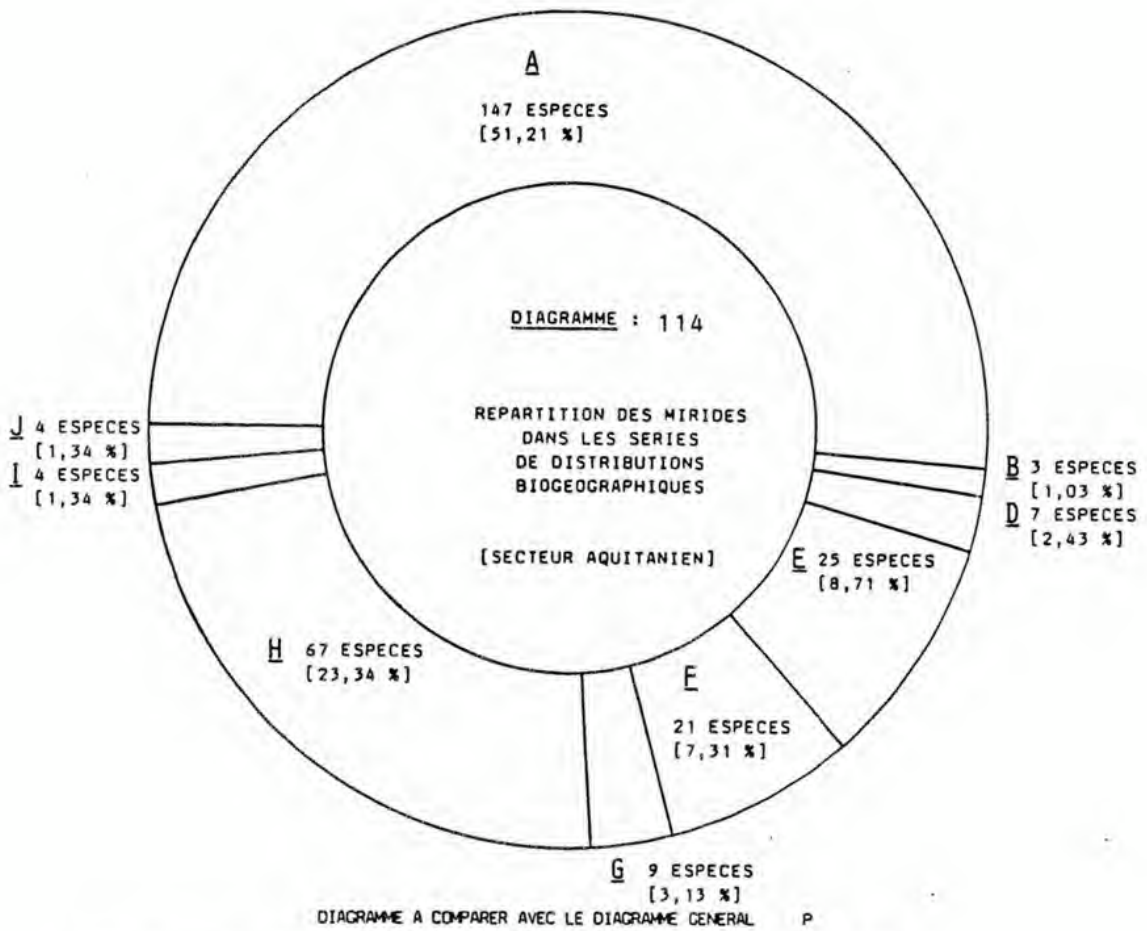 A
147 ESPECES
[51,21 %]
DIAGRAMME : 114
REPARTITION DES MIRIDES
DANS LES SERIES
DE DISTRIBUTIONS
BIOGEOGRAPHIQUES
[SECTEUR AQUITANIEN]
J 4 ESPECES
[1,34 %]
I 4 ESPECES
[1,34 %]
B 3 ESPECES
[1,03 %]
D 7 ESPECES
[2,43 %]
E 25 ESPECES
[8,71 %]
H 67 ESPECES
[23,34 %]
F
21 ESPECES
[7,31 %]
G 9 ESPECES
[3,13 %]
DIAGRAMME A COMPARER AVEC LE DIAGRAMME GENERAL P